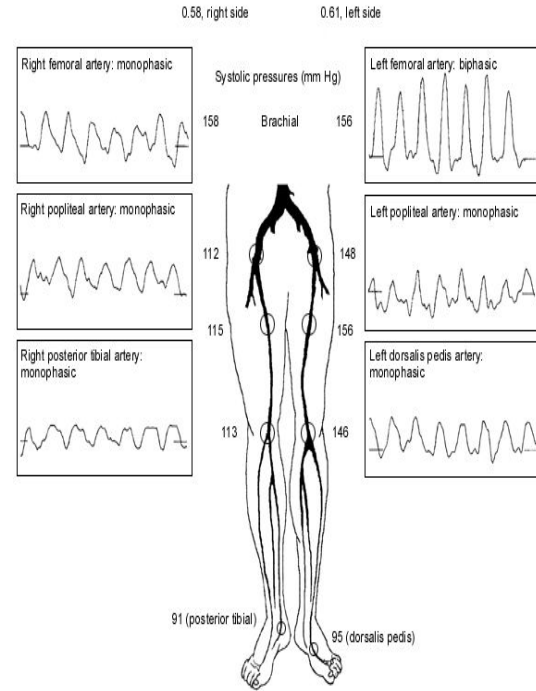 0.58, right side 0.61, left side
Right femoral artery: monophasic
Systolic pressures (mm Hg)
Left femoral artery: biphasic
158 Brachial 156
Right popliteal artery: monophasic
Left popliteal artery: monophasic
112 148
115 156
Right posterior tibial artery:
monophasic
Left dorsalis pedis artery:
monophasic
113 146
91 (posterior tibial)
95 (dorsalis pedis)